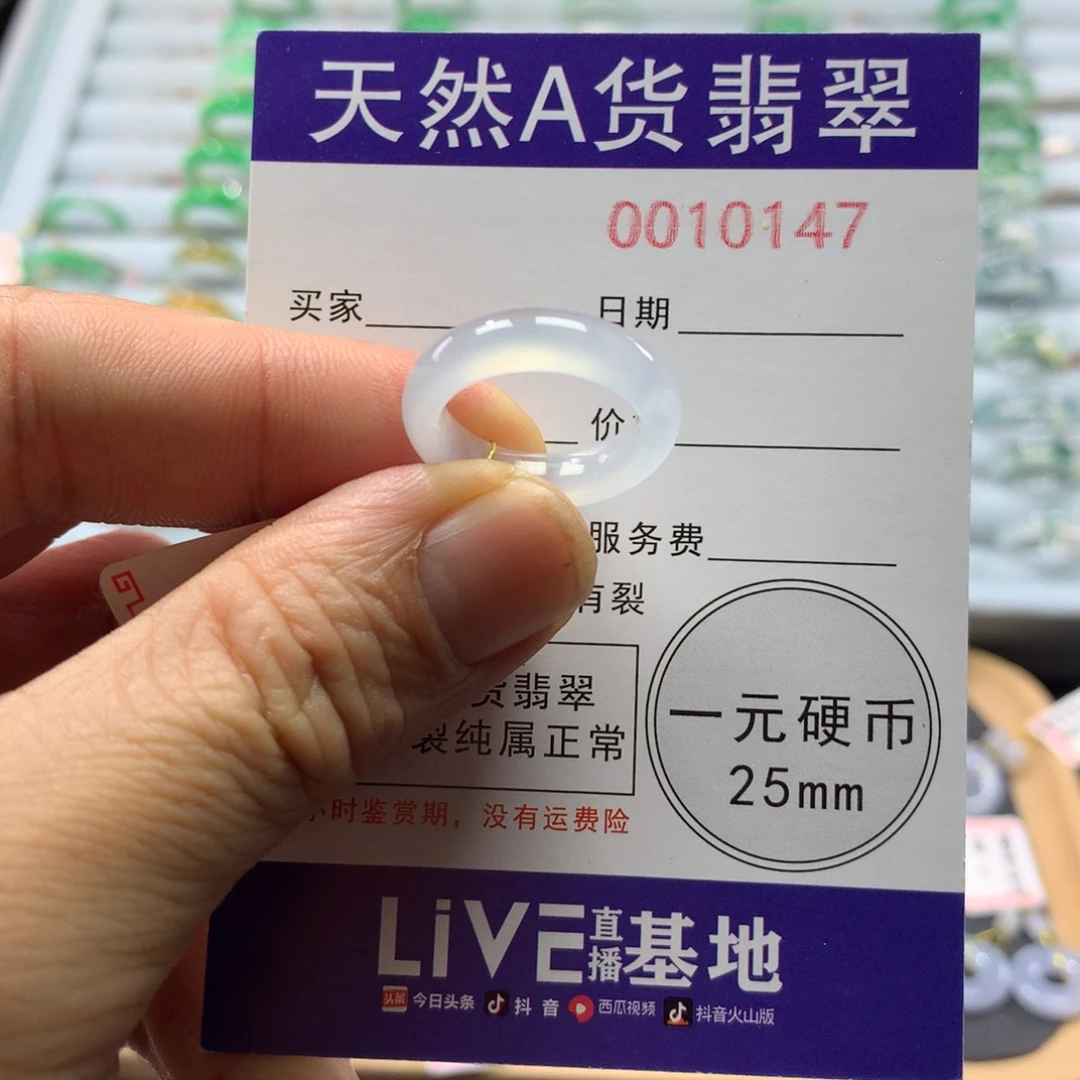 天然A货翡翠
0010147
买家 日期
价
服务费
有裂
货翡翠
裂纯属正常
小时鉴赏期，没有运费险
一元硬币
25mm
LiVE直播基地
头条 今日头条 抖音 西瓜视频 抖音火山版